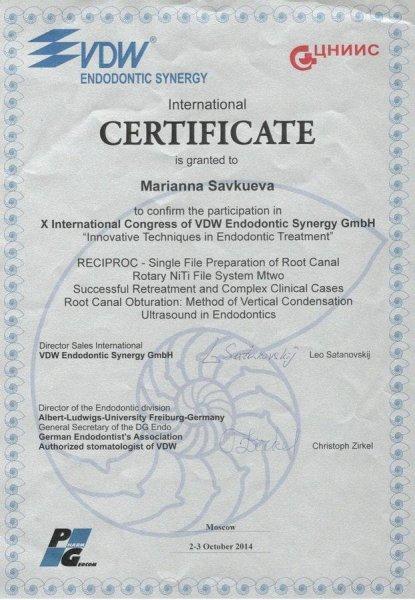 VDW®
ENDODONTIC SYNERGY
ЦНИИС
International
CERTIFICATE
is granted to
Marianna Savkueva
to confirm the participation in
X International Congress of VDW Endodontic Synergy GmbH
“Innovative Techniques in Endodontic Treatment”
RECIPROC - Single File Preparation of Root Canal
Rotary NiTi File System Mtwo
Successful Retreatment and Complex Clinical Cases
Root Canal Obturation: Method of Vertical Condensation
Ultrasound in Endodontics
Director Sales International
VDW Endodontic Synergy GmbH
L Satanovskij
Leo Satanovskij
Director of the Endodontic division
Albert-Ludwigs-University Freiburg-Germany
General Secretary of the DG Endo
German Endodontist's Association
Authorized stomatologist of VDW
Christoph Zirkel
Moscow
2-3 October 2014
PHARM
GEOCOM